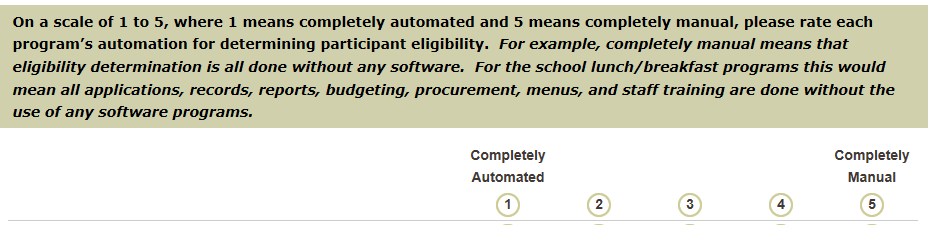 On a scale of 1 to 5, where 1 means completely automated and 5 means completely manual, please rate each
program's automation for determining participant eligibility. For example, completely manual means that
eligibility determination is all done without any software. For the school lunch/breakfast programs this would
mean all applications, records, reports, budgeting, procurement, menus, and staff training are done without the
use of any software programs.
Completely Completely
Automated Manual
1 2 3 4 5